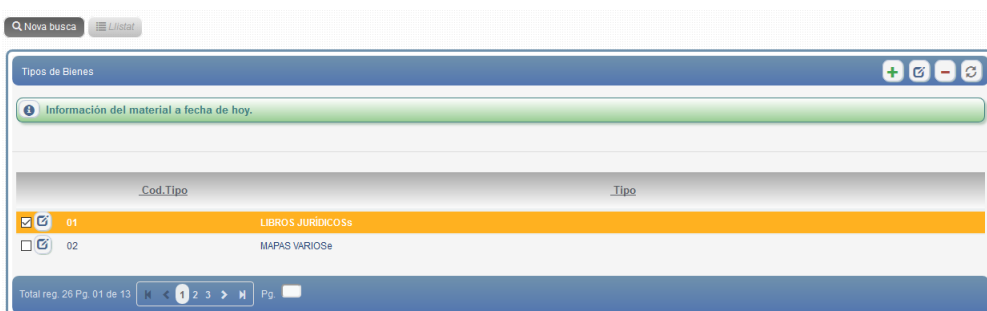 Nova busca Llistat
Tipos de Bienes
Información del material a fecha de hoy.
Cod.Tipo Tipo
01 LIBROS JURÍDICOSs
02 MAPAS VARIOSe
Total reg. 26 Pg. 01 de 13 1 2 3 Pg.